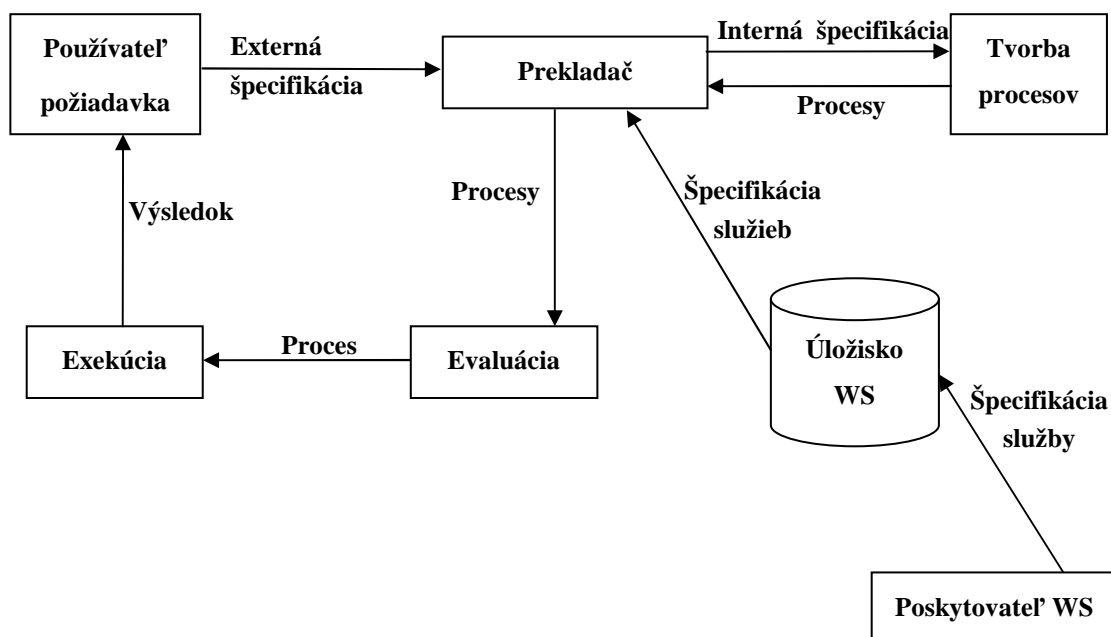 Používateľ
požiadavka
Externá
špecifikácia
Prekladač
Interná špecifikácia
Procesy
Tvorba
procesov
Výsledok
Procesy
Špecifikácia
služieb
Exekúcia
Proces
Evaluácia
Úložisko
WS
Špecifikácia
služby
Poskytovateľ WS